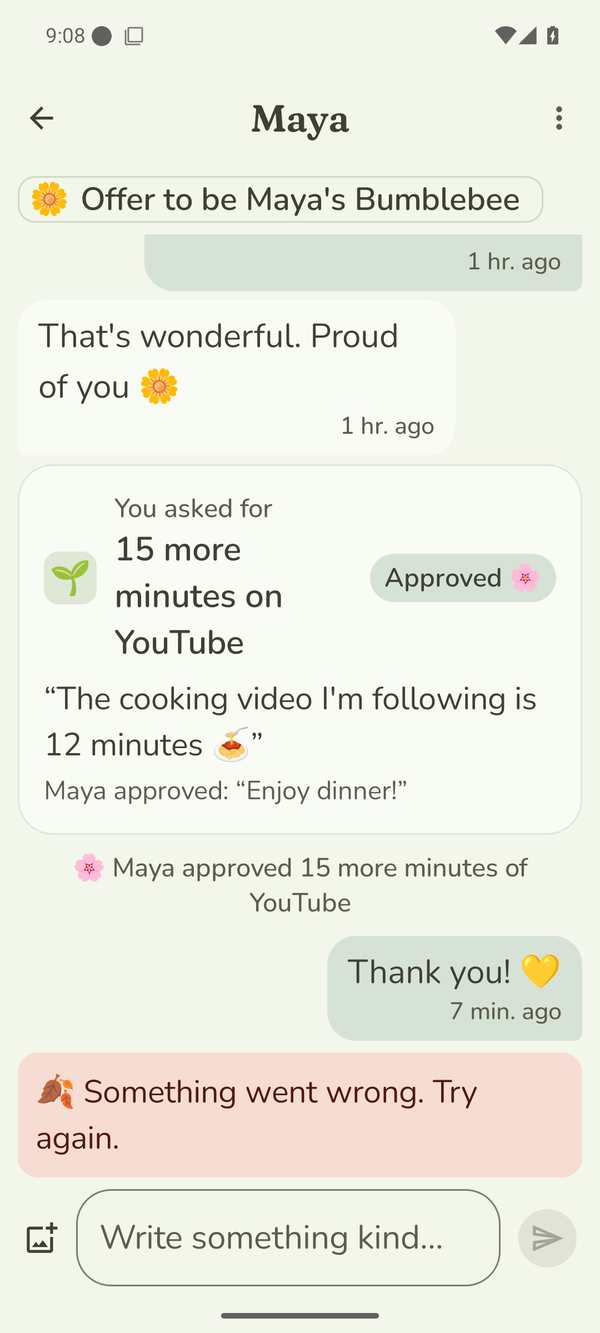 9:08
Maya
🌼 Offer to be Maya's Bumblebee
1 hr. ago
That's wonderful. Proud
of you 🌼
1 hr. ago
You asked for
15 more
minutes on
YouTube
Approved 🌸
“The cooking video I'm following is
12 minutes 🍝”
Maya approved: “Enjoy dinner!”
🌸 Maya approved 15 more minutes of
YouTube
Thank you! 💛
7 min. ago
🍂 Something went wrong. Try
again.
Write something kind...